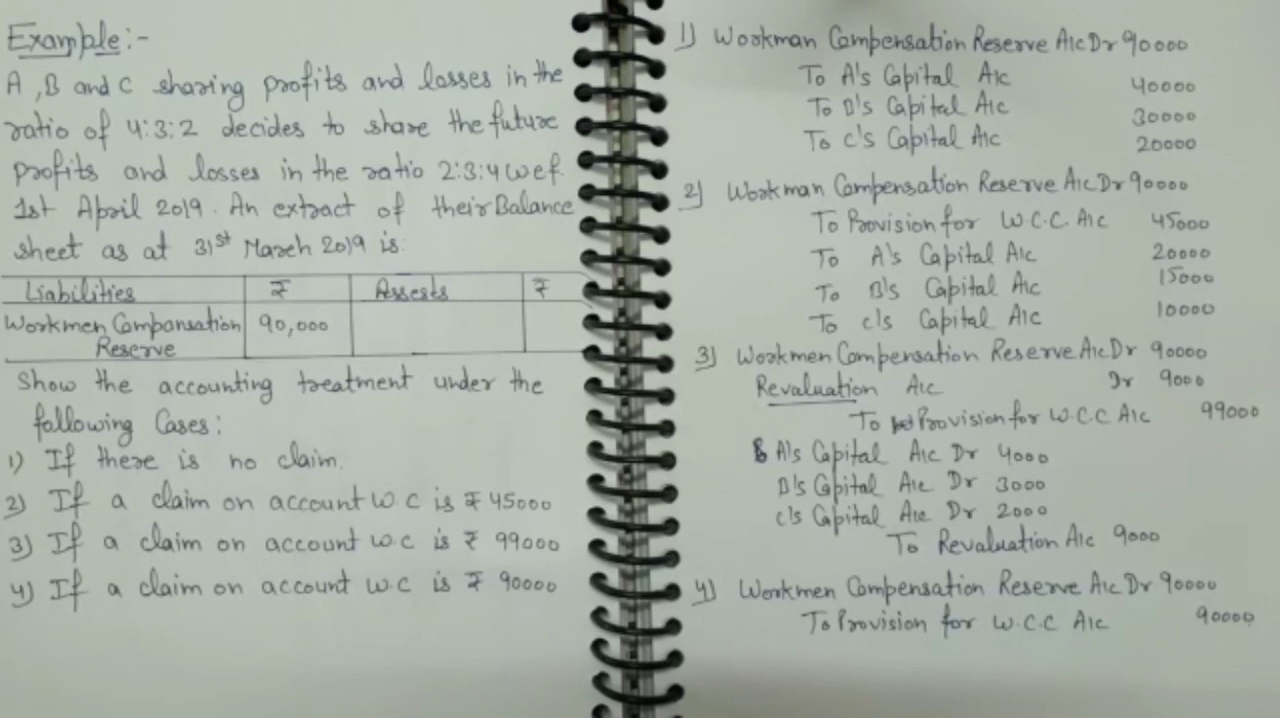 Example:-
A, B and C sharing profits and losses in the
ratio of 4:3:2 decides to share the future
profits and losses in the ratio 2:3:4 wef.
1st April 2019. An extract of their Balance
sheet as at 31st March 2019 is:
Liabilities ₹ Assests ₹
Workmen Compansation 90,000
Reserve
Show the accounting treatment under the
following Cases:
1) If there is no claim.
2) If a claim on account w.c is ₹ 45000
3) If a claim on account w.c is ₹ 99000
4) If a claim on account w.c is ₹ 90000
1) Workman Compensation Reserve A/c Dr 90000
To A's Capital A/c 40000
To B's Capital A/c 30000
To C's Capital A/c 20000
2) Workman Compensation Reserve A/c Dr 90000
To Provision for W.C.C. A/c 45000
To A's Capital A/c 20000
To B's Capital A/c 15000
To C's Capital A/c 10000
3) Workmen Compensation Reserve A/c Dr 90000
Revaluation A/c Dr 9000
To Provision for W.C.C A/c 99000
A's Capital A/c Dr 4000
B's Capital A/c Dr 3000
C's Capital A/c Dr 2000
To Revaluation A/c 9000
4) Workmen Compensation Reserve A/c Dr 90000
To Provision for W.C.C A/c 90000